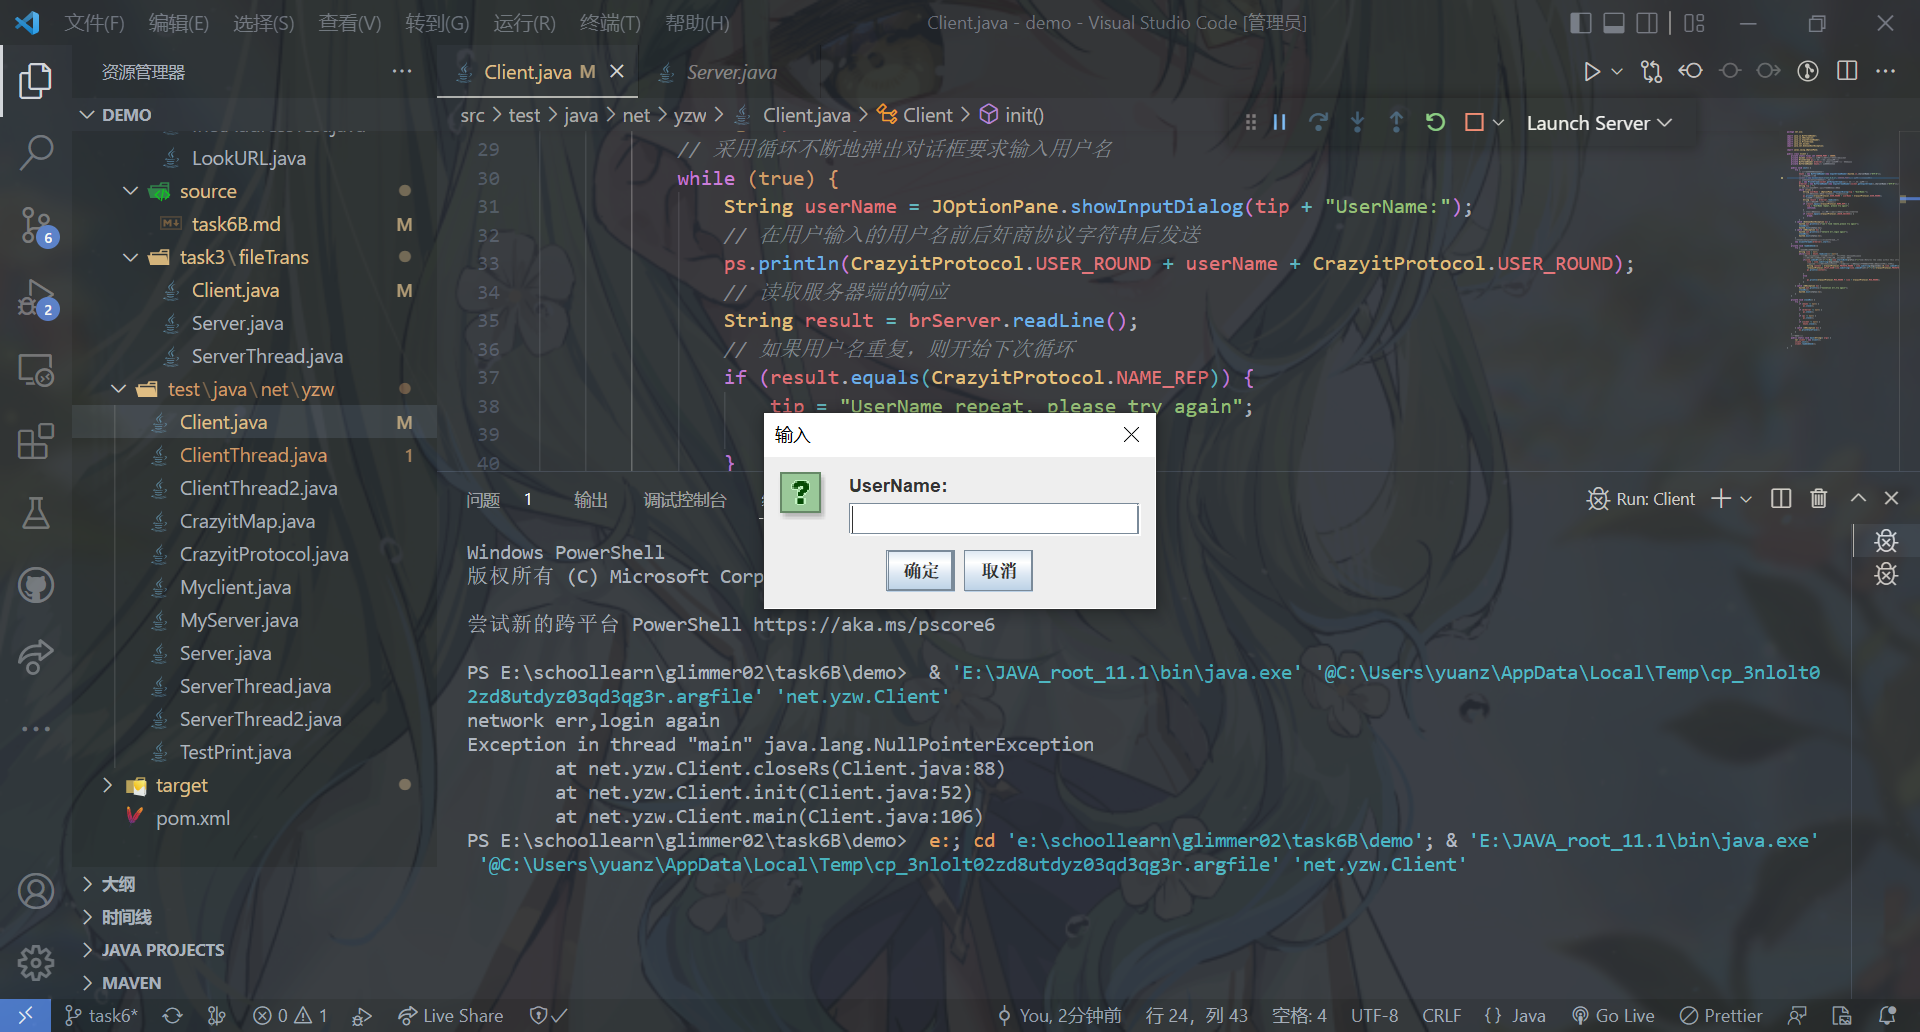 文件(F) 编辑(E) 选择(S) 查看(V) 转到(G) 运行(R) 终端(T) 帮助(H) Client.java - demo - Visual Studio Code [管理员]
资源管理器
Client.java M
Server.java
DEMO
src > test > java > net > yzw > Client.java > Client > init()
Launch Server
LookURL.java
source
task6B.md M
task3\fileTrans
Client.java M
Server.java
ServerThread.java
test\java\net\yzw
Client.java M
ClientThread.java 1
ClientThread2.java
CrazyitMap.java
CrazyitProtocol.java
Myclient.java
MyServer.java
Server.java
ServerThread.java
ServerThread2.java
TestPrint.java
target
pom.xml
大纲
时间线
JAVA PROJECTS
MAVEN
6
2
29 // 采用循环不断地弹出对话框要求输入用户名
30 while (true) {
31 String userName = JOptionPane.showInputDialog(tip + "UserName:");
32 // 在用户输入的用户名前后奸商协议字符串后发送
33 ps.println(CrazyitProtocol.USER_ROUND + userName + CrazyitProtocol.USER_ROUND);
34 // 读取服务器端的响应
35 String result = brServer.readLine();
36 // 如果用户名重复，则开始下次循环
37 if (result.equals(CrazyitProtocol.NAME_REP)) {
38 tip = "UserName repeat, please try again";
39
40 }
输入
UserName:
确定 取消
问题 1 输出 调试控制台
Run: Client
Windows PowerShell
版权所有 (C) Microsoft Corp
尝试新的跨平台 PowerShell https://aka.ms/pscore6
PS E:\schoollearn\glimmer02\task6B\demo>  & 'E:\JAVA_root_11.1\bin\java.exe' '@C:\Users\yuanz\AppData\Local\Temp\cp_3nlolt0
2zd8utdyz03qd3qg3r.argfile' 'net.yzw.Client'
network err,login again
Exception in thread "main" java.lang.NullPointerException
at net.yzw.Client.closeRs(Client.java:88)
at net.yzw.Client.init(Client.java:52)
at net.yzw.Client.main(Client.java:106)
PS E:\schoollearn\glimmer02\task6B\demo>  e:; cd 'e:\schoollearn\glimmer02\task6B\demo'; & 'E:\JAVA_root_11.1\bin\java.exe'
'@C:\Users\yuanz\AppData\Local\Temp\cp_3nlolt02zd8utdyz03qd3qg3r.argfile' 'net.yzw.Client'
task6* 0 1 Live Share You, 2分钟前 行 24，列 43 空格: 4 UTF-8 CRLF {} Java Go Live Prettier